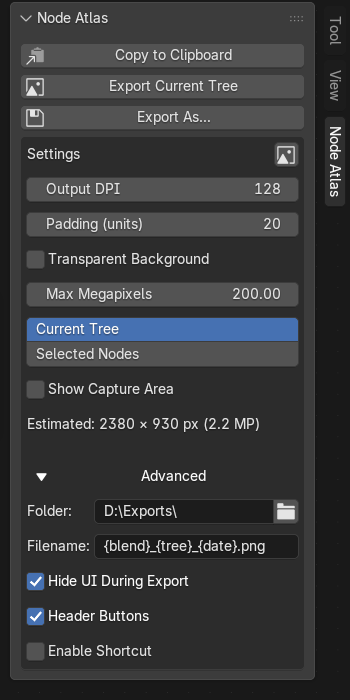 Node Atlas
Copy to Clipboard
Export Current Tree
Export As...
Settings
Output DPI 128
Padding (units) 20
Transparent Background
Max Megapixels 200.00
Current Tree
Selected Nodes
Show Capture Area
Estimated: 2380 × 930 px (2.2 MP)
Advanced
Folder: D:\Exports\
Filename: {blend}_{tree}_{date}.png
Hide UI During Export
Header Buttons
Enable Shortcut
Tool
View
Node Atlas